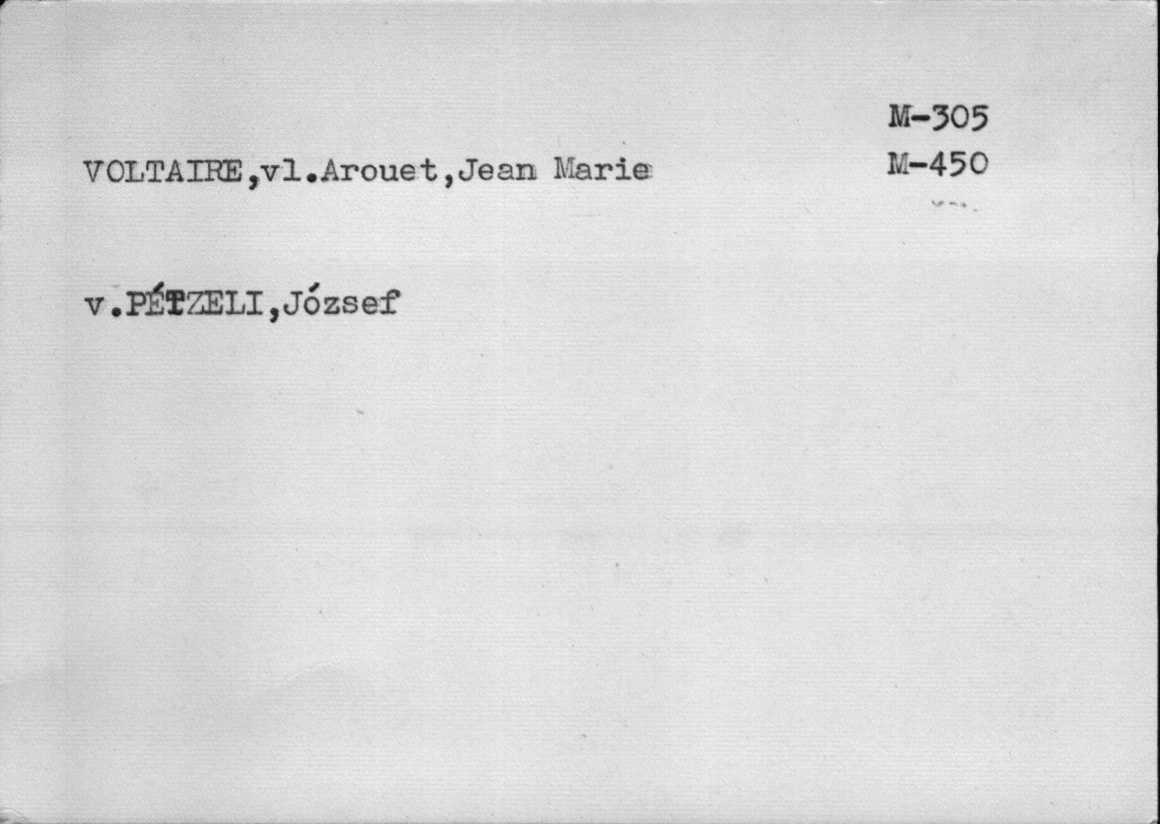 M-305
VOLTAIRE,vl.Arouet,Jean Marie M-450
v.PÉTZELI,József